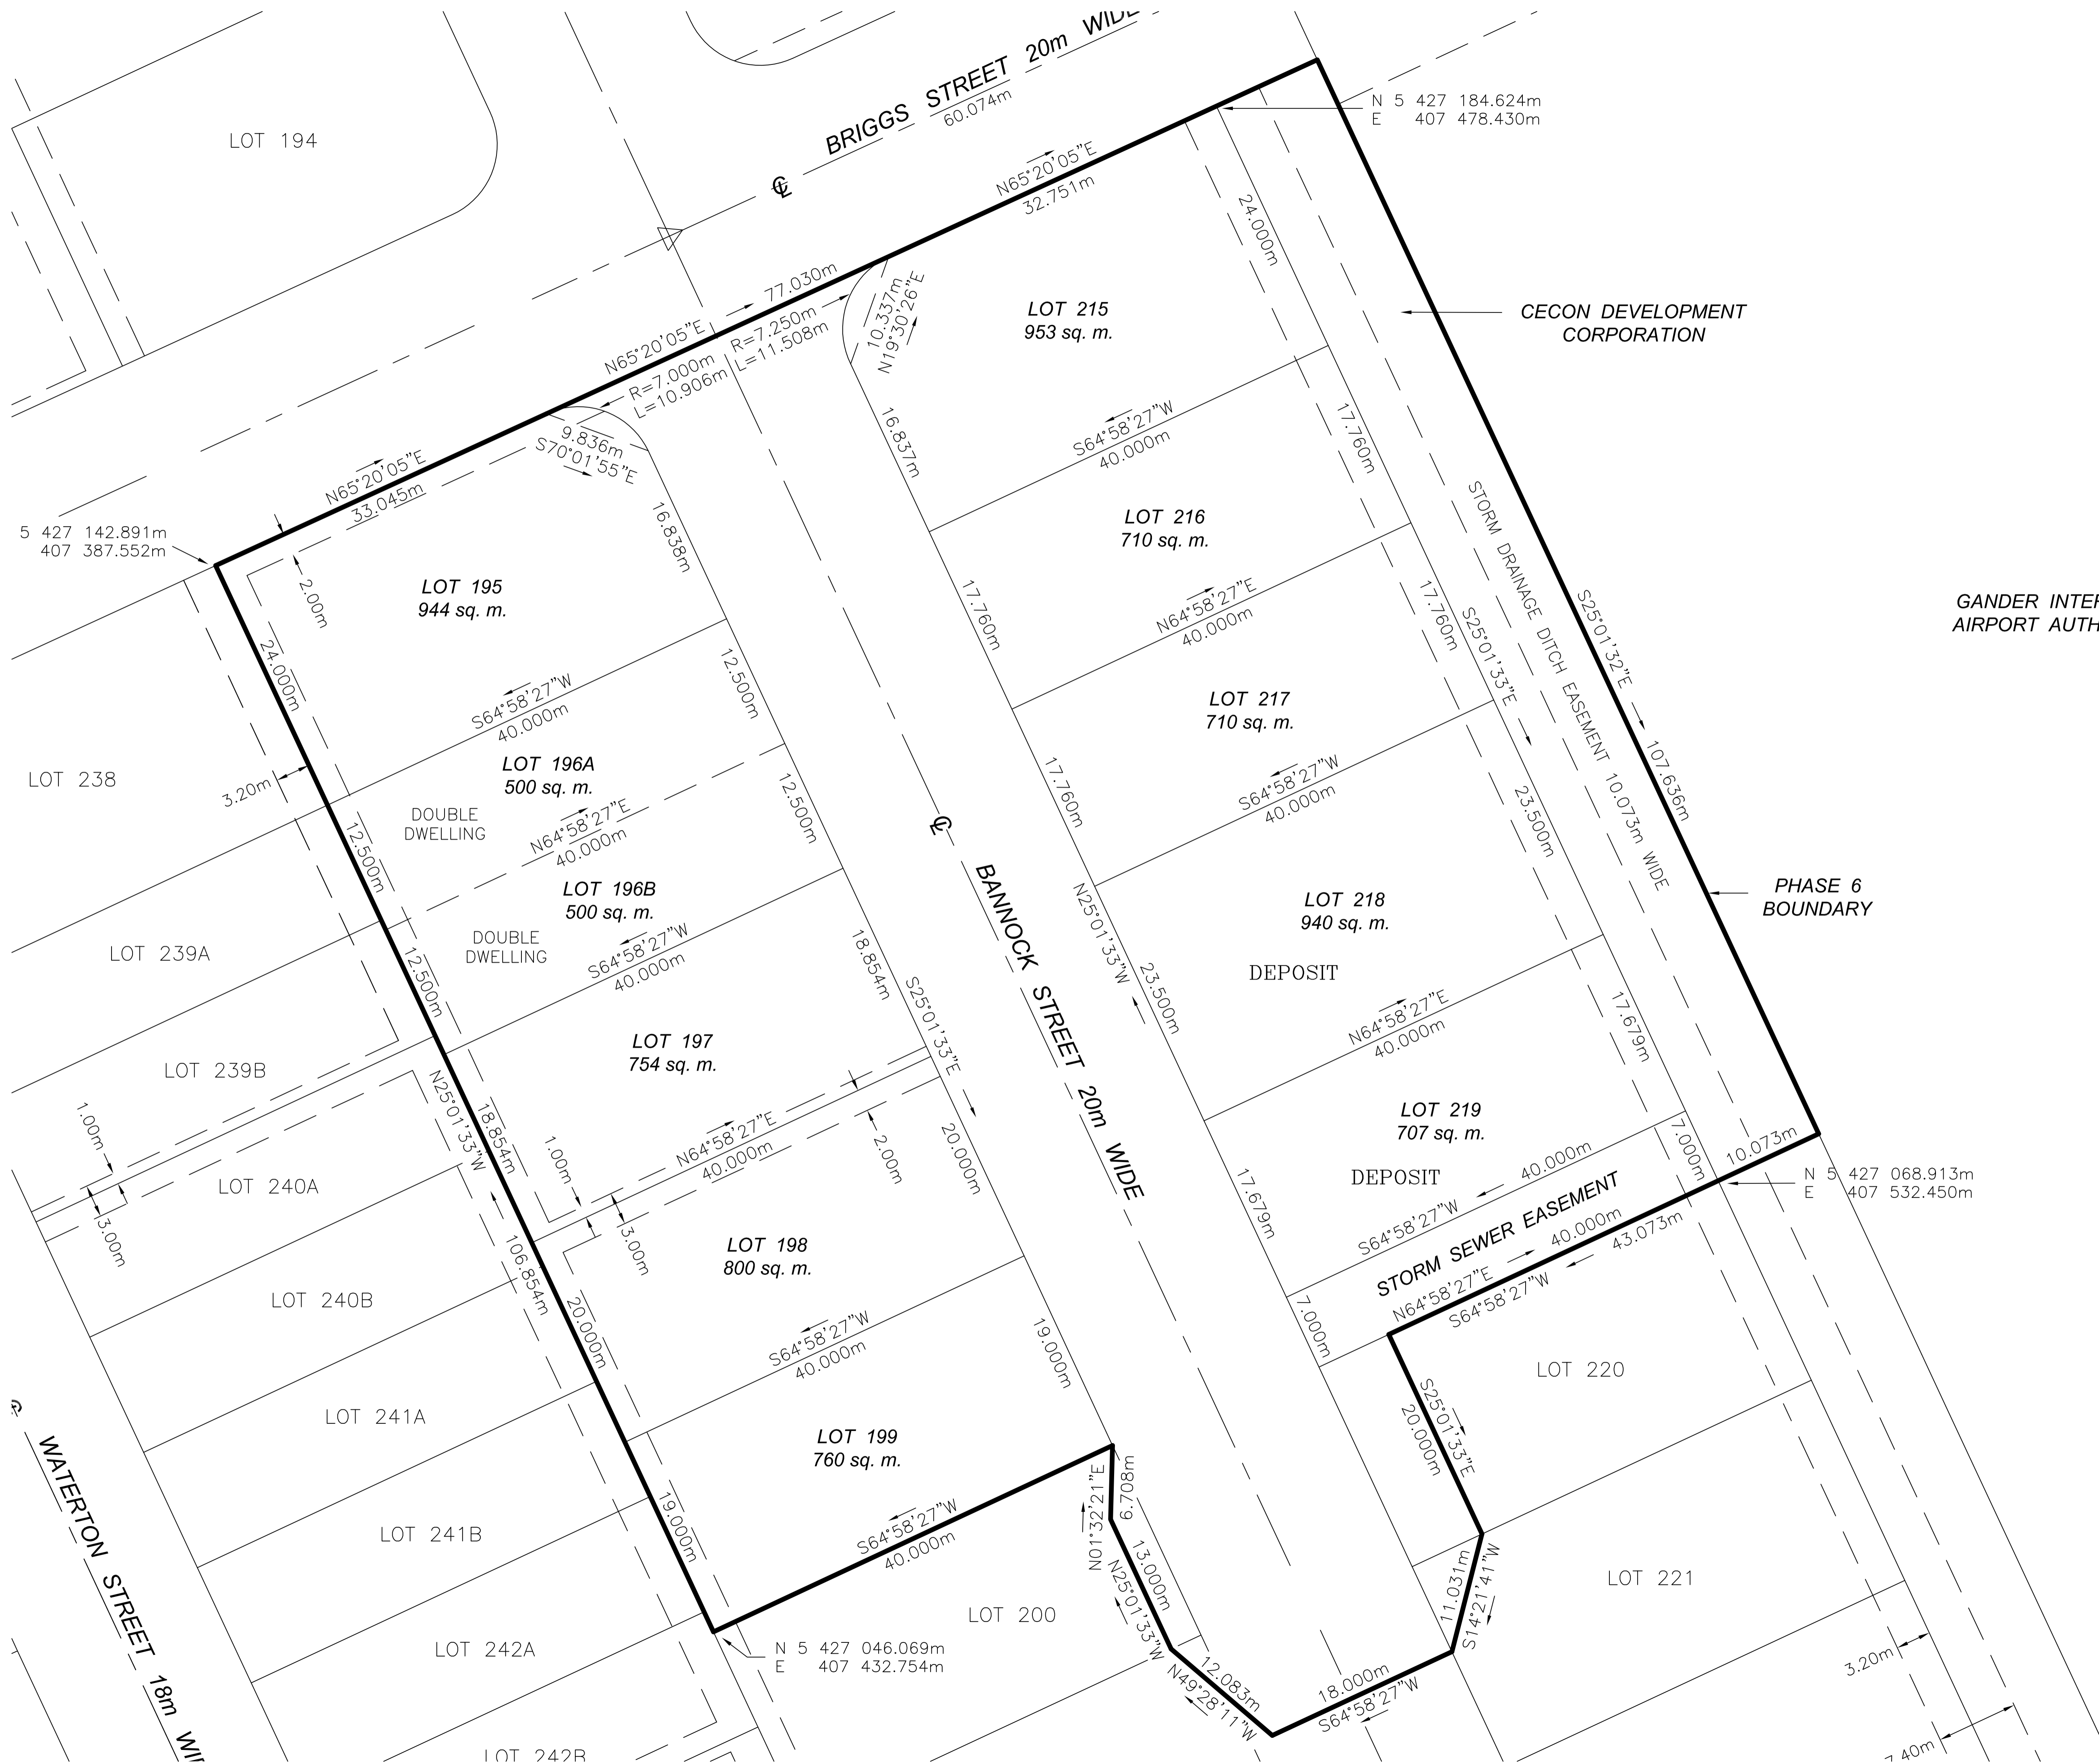 BRIGGS STREET 20m WIDE
60.074m
℄
LOT 194
N 5 427 184.624m
E 407 478.430m
N65°20'05"E
32.751m
24.000m
77.030m
N65°20'05"E
R=7.250m
L=11.508m
R=7.000m
L=10.906m
10.337m
N19°30'26"E
LOT 215
953 sq. m.
CECON DEVELOPMENT
CORPORATION
9.836m
S70°01'55"E
N65°20'05"E
33.045m
5 427 142.891m
407 387.552m
2.00m
16.838m
16.837m
S64°58'27"W
40.000m
17.760m
LOT 195
944 sq. m.
24.000m
LOT 216
710 sq. m.
17.760m
N64°58'27"E
40.000m
17.760m
S25°01'33"E
STORM DRAINAGE DITCH EASEMENT 10.073m WIDE
S25°01'32"E
107.636m
GANDER INTER
AIRPORT AUTH
LOT 217
710 sq. m.
17.760m
S64°58'27"W
40.000m
12.500m
LOT 196A
500 sq. m.
DOUBLE
DWELLING
N64°58'27"E
40.000m
12.500m
LOT 238
3.20m
12.500m
S64°58'27"W
40.000m
23.500m
LOT 196B
500 sq. m.
DOUBLE
DWELLING
S64°58'27"W
40.000m
12.500m
℄
BANNOCK STREET 20m WIDE
N25°01'33"W
23.500m
LOT 218
940 sq. m.
DEPOSIT
PHASE 6
BOUNDARY
LOT 239A
LOT 239B
18.854m
S25°01'33"E
LOT 197
754 sq. m.
N64°58'27"E
40.000m
17.679m
N25°01'33"W
18.854m
106.854m
1.00m
3.00m
1.00m
3.00m
N64°58'27"E
40.000m
2.00m
20.000m
LOT 219
707 sq. m.
DEPOSIT
17.679m
S64°58'27"W
40.000m
7.000m
10.073m
N 5 427 068.913m
E 407 532.450m
STORM SEWER EASEMENT
N64°58'27"E
40.000m
S64°58'27"W
43.073m
7.000m
LOT 240A
LOT 240B
LOT 198
800 sq. m.
20.000m
S64°58'27"W
40.000m
19.000m
LOT 220
S25°01'33"E
20.000m
LOT 241A
LOT 199
760 sq. m.
19.000m
S64°58'27"W
40.000m
N01°32'21"E
6.708m
13.000m
N25°01'33"W
11.031m
S14°21'41"W
LOT 221
LOT 241B
LOT 200
WATERTON STREET 18m WI
LOT 242A
N 5 427 046.069m
E 407 432.754m
12.083m
N49°28'11"W
18.000m
S64°58'27"W
3.20m
7.40m
LOT 242B